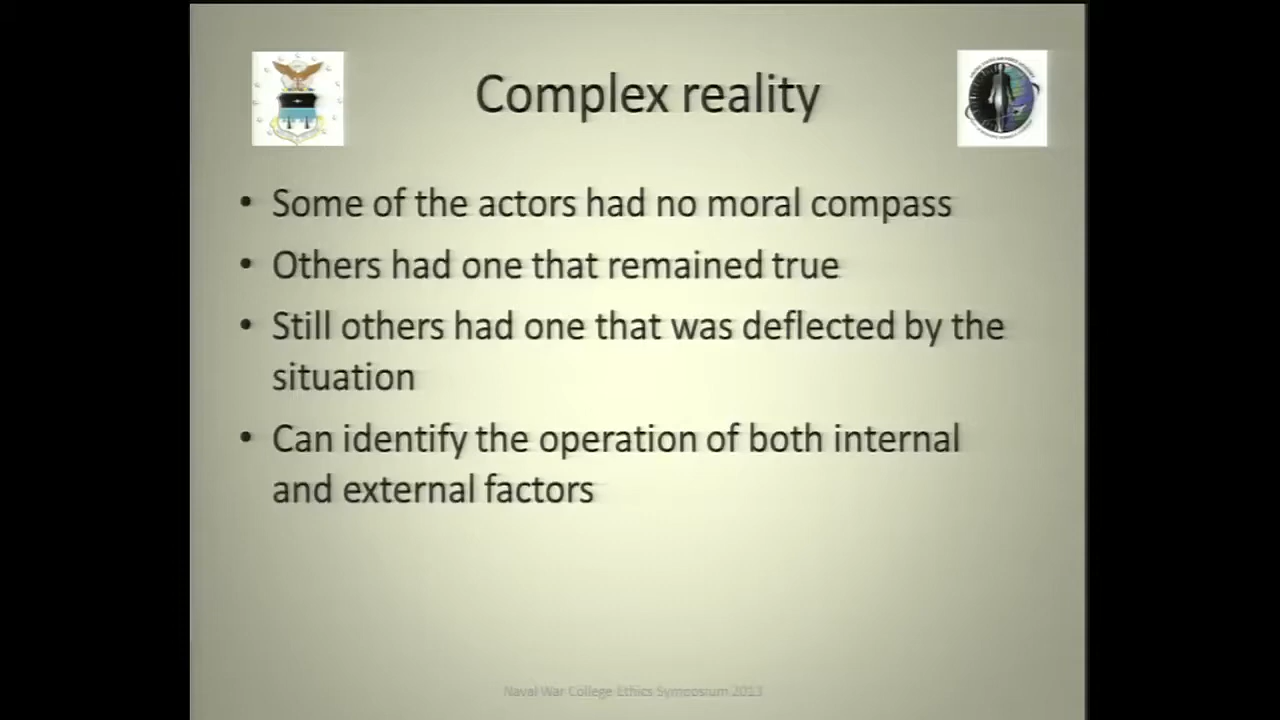 Complex reality
• Some of the actors had no moral compass
• Others had one that remained true
• Still others had one that was deflected by the
situation
• Can identify the operation of both internal
and external factors
Naval War College Ethics Symposium 2013